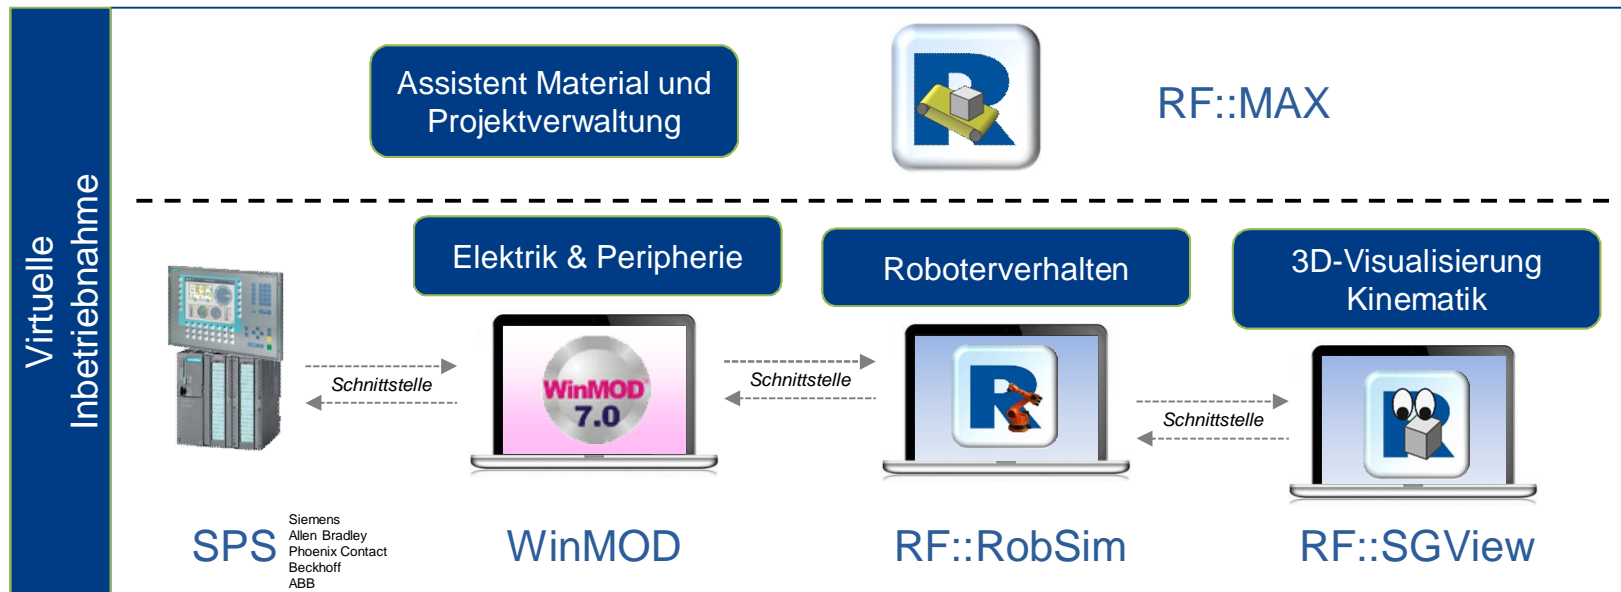 Virtuelle
Inbetriebnahme
Assistent Material und
Projektverwaltung
R
RF::MAX
Elektrik & Peripherie
Roboterverhalten
3D-Visualisierung
Kinematik
Schnittstelle
WinMOD
7.0
Schnittstelle
R
Schnittstelle
R
SPS
Siemens
Allen Bradley
Phoenix Contact
Beckhoff
ABB
WinMOD
RF::RobSim
RF::SGView